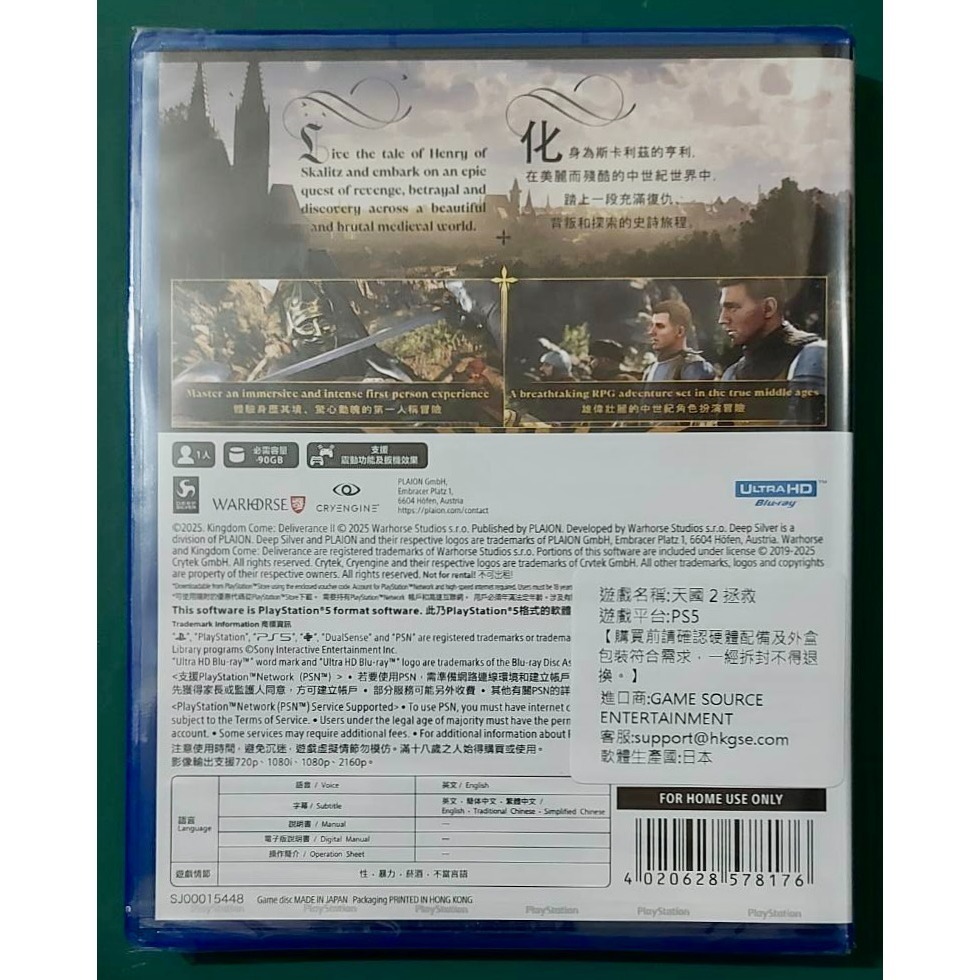 Live the tale of Henry of
Skalitz and embark on an epic
quest of revenge, betrayal and
discovery across a beautiful
and brutal medieval world.
化身為斯卡利茲的亨利,
在美麗而殘酷的中世紀世界中,
踏上一段充滿復仇、
背叛和探索的史詩旅程。
Master an immersive and intense first person experience
體驗身歷其境、驚心動魄的第一人稱冒險
A breathtaking RPG adventure set in the true middle ages
雄偉壯麗的中世紀角色扮演冒險
1人
必需容量
-90GB
支援
震動功能及扳機效果
DEEP SILVER
WARHORSE
CRYENGINE
PLAION GmbH,
Embracer Platz 1,
6604 Höfen, Austria
https://plaion.com/contact
ULTRA HD
Blu-ray™
©2025. Kingdom Come: Deliverance II © 2025 Warhorse Studios s.r.o. Published by PLAION. Developed by Warhorse Studios s.r.o. Deep Silver is a
division of PLAION. Deep Silver and PLAION and their respective logos are trademarks of PLAION GmbH, Embracer Platz 1, 6604 Höfen, Austria. Warhorse
and Kingdom Come: Deliverance are registered trademarks of Warhorse Studios s.r.o. Portions of this software are included under license © 2019-2025
Crytek GmbH. All rights reserved. Crytek, Cryengine and their respective logos are trademarks of Crytek GmbH. All other trademarks, logos and copyrights
are property of their respective owners. All rights reserved. Not for rental! 不可出租!
This software is PlayStation®5 format software. 此乃PlayStation®5格式的軟體
Trademark Information 商標資訊
"PlayStation", "PS5", "DualSense" and "PSN" are registered trademarks or tradema
Library programs ©Sony Interactive Entertainment Inc.
"Ultra HD Blu-ray™" word mark and "Ultra HD Blu-ray™" logo are trademarks of the Blu-ray Disc As
<支援PlayStation™Network (PSN™) > • 若要使用PSN, 需準備網路連線環境和建立帳戶
先獲得家長或監護人同意, 方可建立帳戶 • 部分服務可能另外收費 • 其他有關PSN的詳
<PlayStation™Network (PSN™) Service Supported> • To use PSN, you must have internet c
subject to the Terms of Service. • Users under the legal age of majority must have the perm
account. • Some services may require additional fees. • For additional information about
注意使用時間, 避免沉迷, 遊戲虛擬情節勿模仿。滿十八歲之人始得購買或使用。
影像輸出支援720p、1080i、1080p、2160p。
遊戲名稱:天國 2 拯救
遊戲平台:PS5
【購買前請確認硬體配備及外盒
包裝符合需求，一經拆封不得退
換。】
進口商:GAME SOURCE
ENTERTAINMENT
客服:support@hkgse.com
軟體生產國:日本
語言
Language
語音 / Voice
英文 / English
字幕 / Subtitle
英文 · 簡体中文 · 繁體中文 /
English · Traditional Chinese · Simplified Chinese
說明書 / Manual
—
電子版說明書 / Digital Manual
—
操作簡介 / Operation Sheet
—
遊戲情節
性 · 暴力 · 菸酒 · 不當言語
FOR HOME USE ONLY
4 020628 578176
SJ00015448
Game disc MADE IN JAPAN Packaging PRINTED IN HONG KONG
PlayStation PlayStation PlayStation PlayStation PlayStation PlayStation